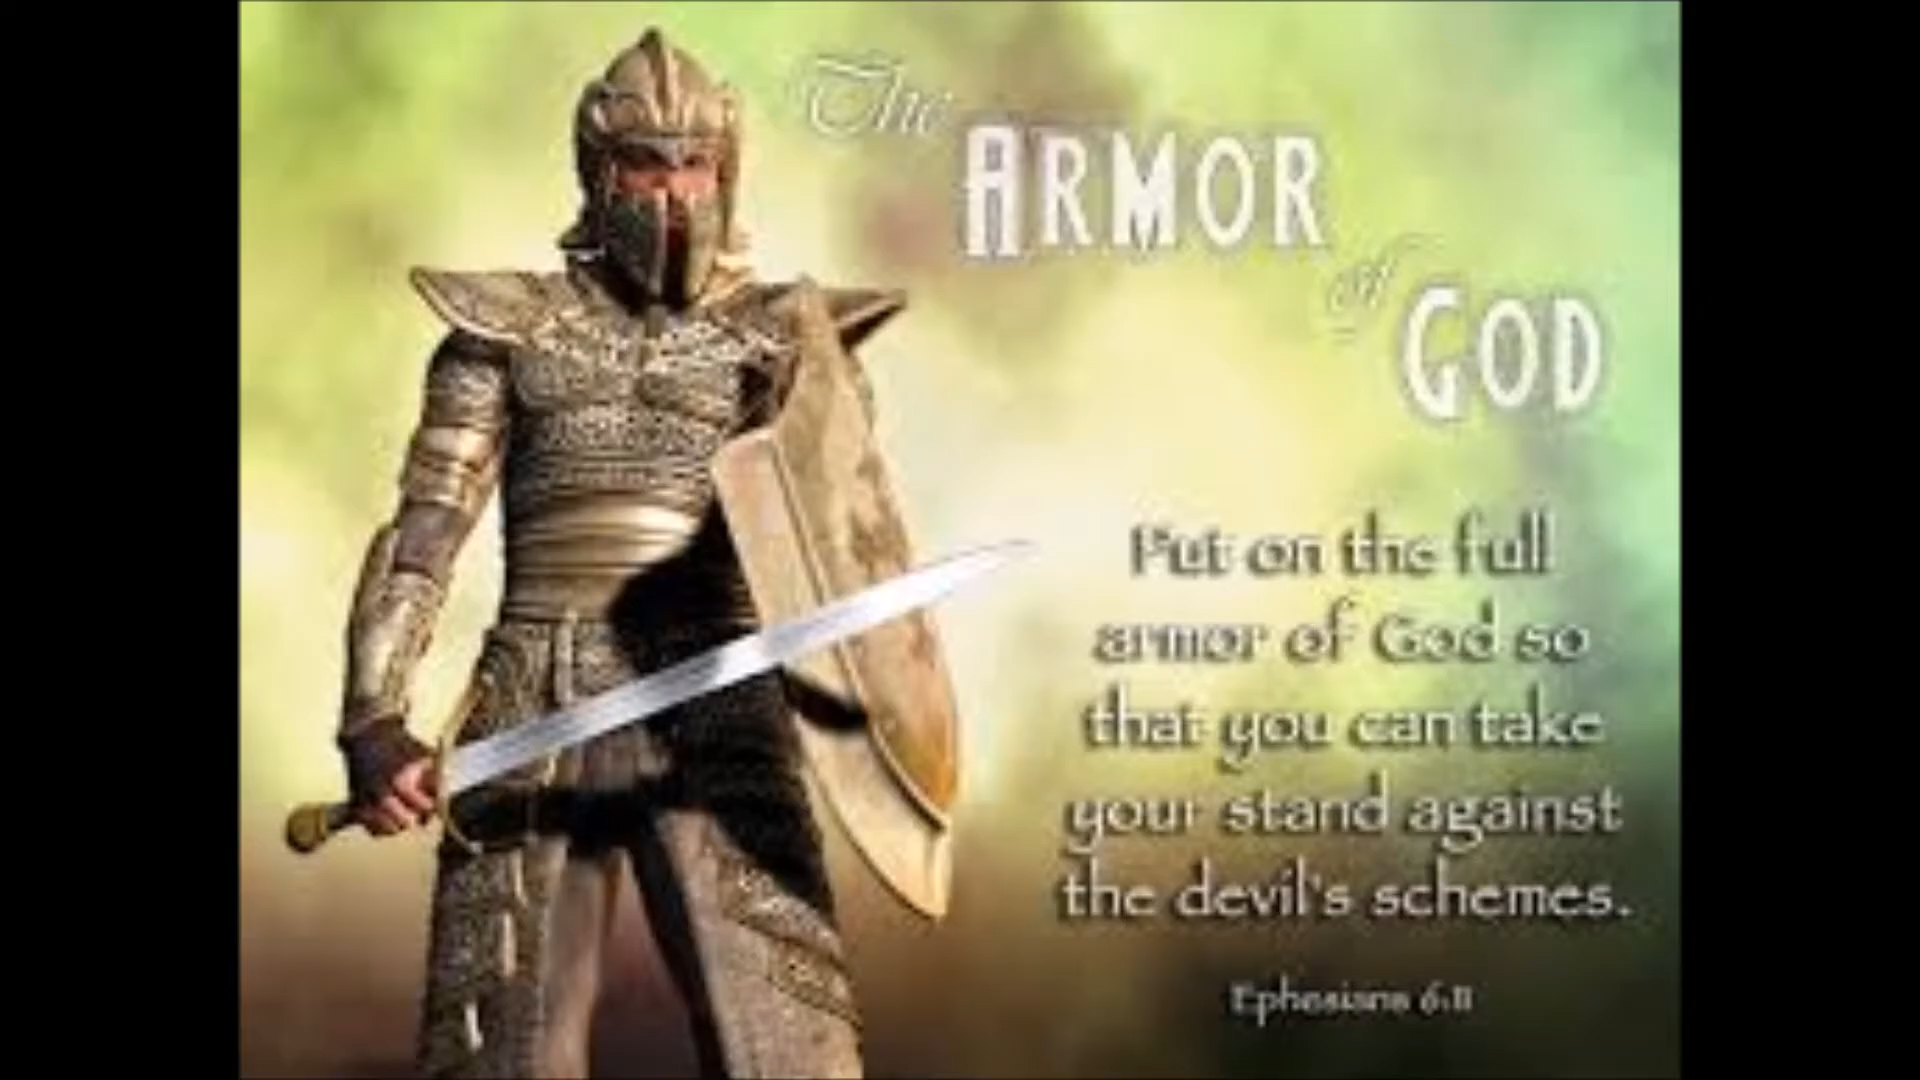 The
ARMOR
of
GOD
Put on the full
armor of God so
that you can take
your stand against
the devil's schemes.
Ephesians 6:11